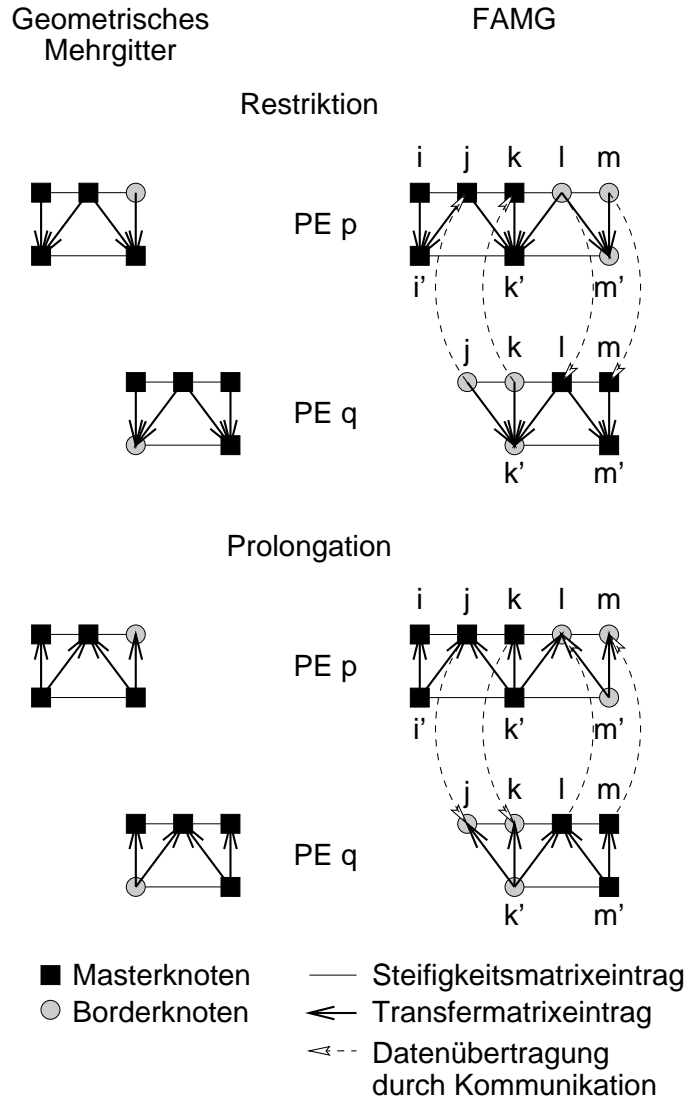 Geometrisches
Mehrgitter
FAMG
Restriktion
i j k l m
PE p
i’ k’ m’
j k l m
PE q
k’ m’
Prolongation
i j k l m
PE p
i’ k’ m’
j k l m
PE q
k’ m’
Masterknoten
Borderknoten
Steifigkeitsmatrixeintrag
Transfermatrixeintrag
Datenübertragung
durch Kommunikation